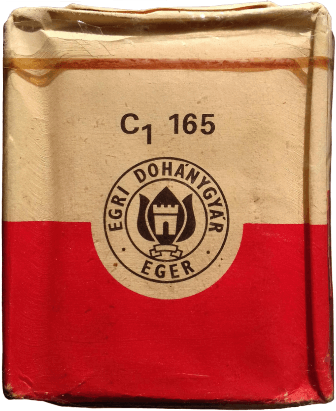 C₁ 165
EGRI DOHÁNYGYÁR
· EGER ·